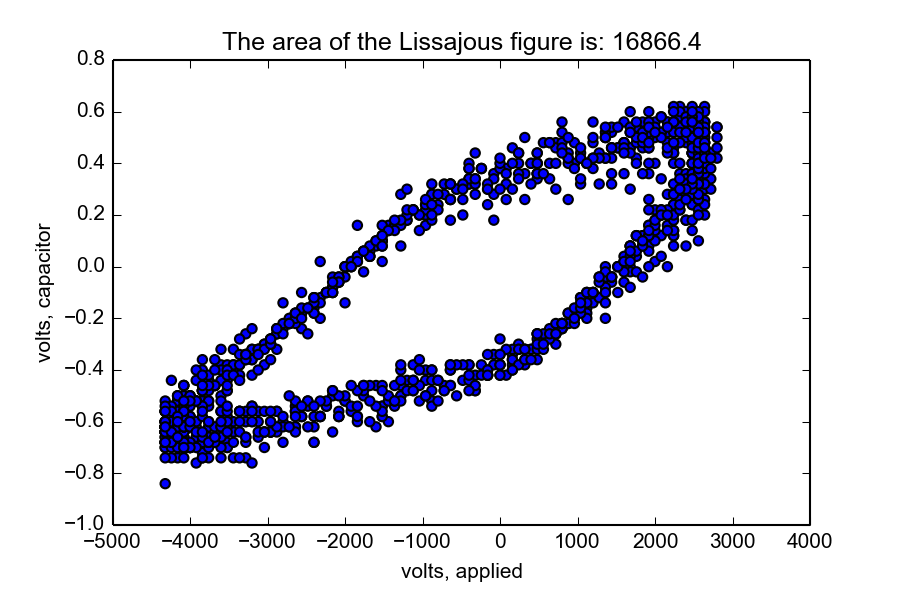 The area of the Lissajous figure is: 16866.4
0.8
0.6
0.4
0.2
0.0
−0.2
−0.4
−0.6
−0.8
−1.0
volts, capacitor
−5000 −4000 −3000 −2000 −1000 0 1000 2000 3000 4000
volts, applied